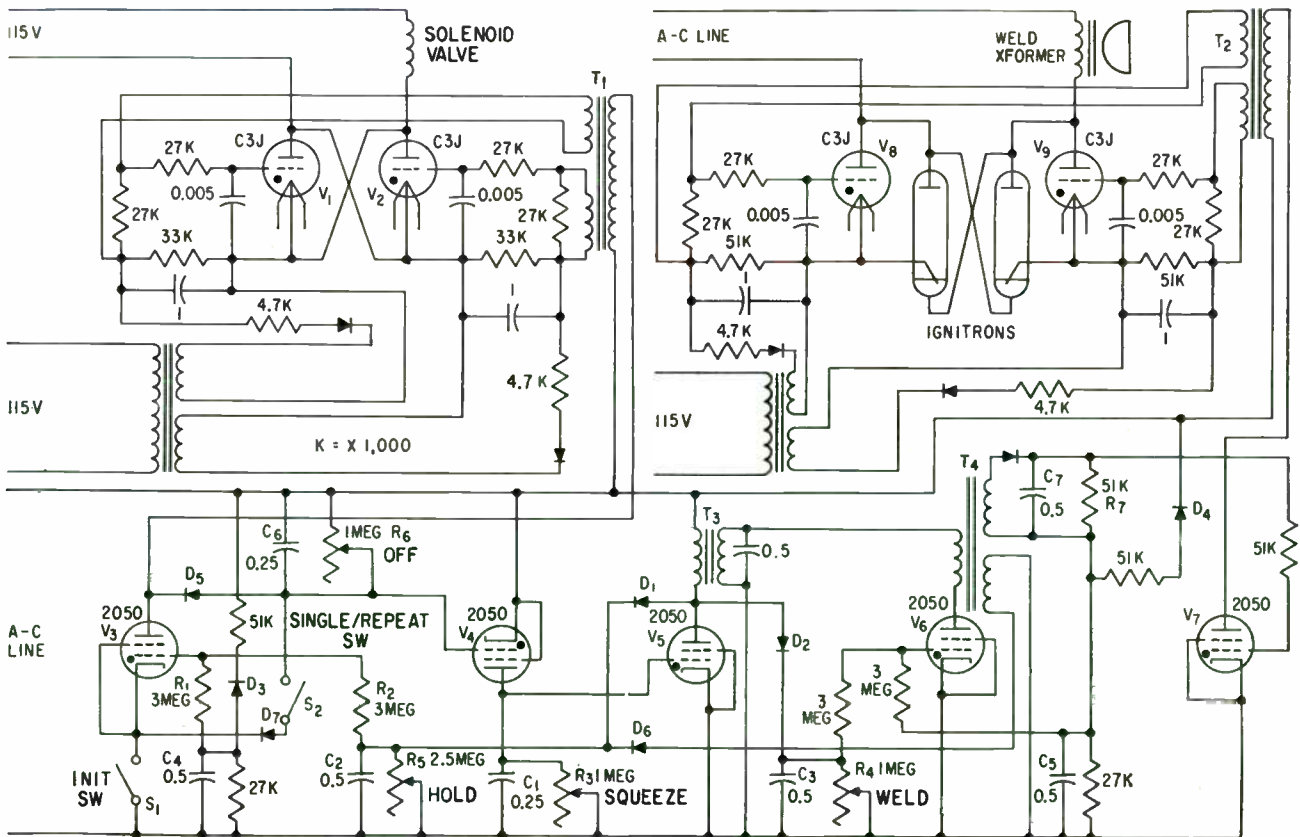 115 V
SOLENOID
VALVE
A-C LINE
WELD
XFORMER
T2
T1
C3J
C3J
C3J
V8
V9
C3J
27K
27K
27K
27K
0.005
V1
V2
0.005
0.005
0.005
27K
27K
27K
27K
33K
33K
51K
51K
1
1
1
1
4.7K
4.7 K
4.7K
4.7K
IGNITRONS
115V
K = X 1,000
115V
C6
0.25
1MEG R6
OFF
T3
0.5
T4
C7
0.5
51K
R7
D4
51K
51K
D5
2050
V3
51K
SINGLE/REPEAT
SW
2050
V4
D1
2050
V5
D2
2050
V6
2050
V7
A-C
LINE
R1
3MEG
D3
S2
R2
3MEG
3
MEG
3
MEG
D7
D6
INIT
SW
S1
C4
0.5
27K
C2
0.5
R5 2.5MEG
HOLD
C1
0.25
R3 1MEG
SQUEEZE
C3
0.5
R4 1MEG
WELD
C5
0.5
27K